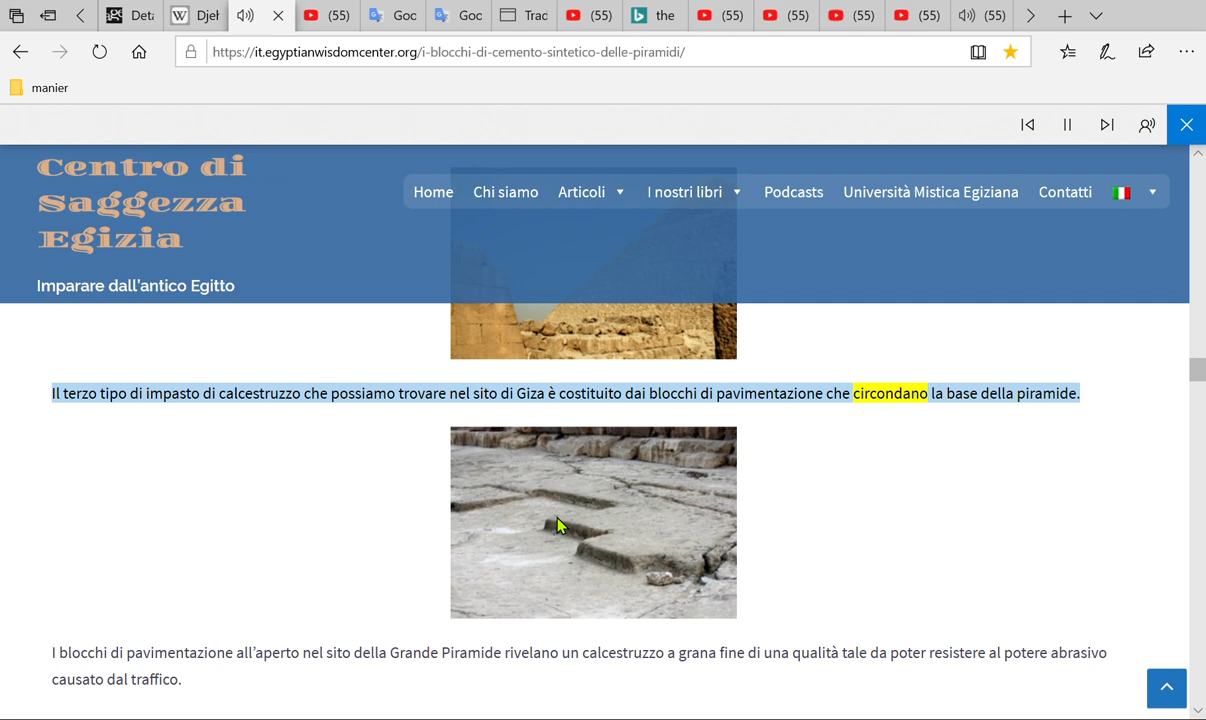 Deta
Djeh
(55)
Goc
Goc
Trad
(55)
the
(55)
(55)
(55)
(55)
(55)
https://it.egyptianwisdomcenter.org/i-blocchi-di-cemento-sintetico-delle-piramidi/
manier
Centro di
Saggezza
Egizia
Imparare dall'antico Egitto
Home Chi siamo Articoli I nostri libri Podcasts Università Mistica Egiziana Contatti
Il terzo tipo di impasto di calcestruzzo che possiamo trovare nel sito di Giza è costituito dai blocchi di pavimentazione che circondano la base della piramide.
I blocchi di pavimentazione all'aperto nel sito della Grande Piramide rivelano un calcestruzzo a grana fine di una qualità tale da poter resistere al potere abrasivo
causato dal traffico.